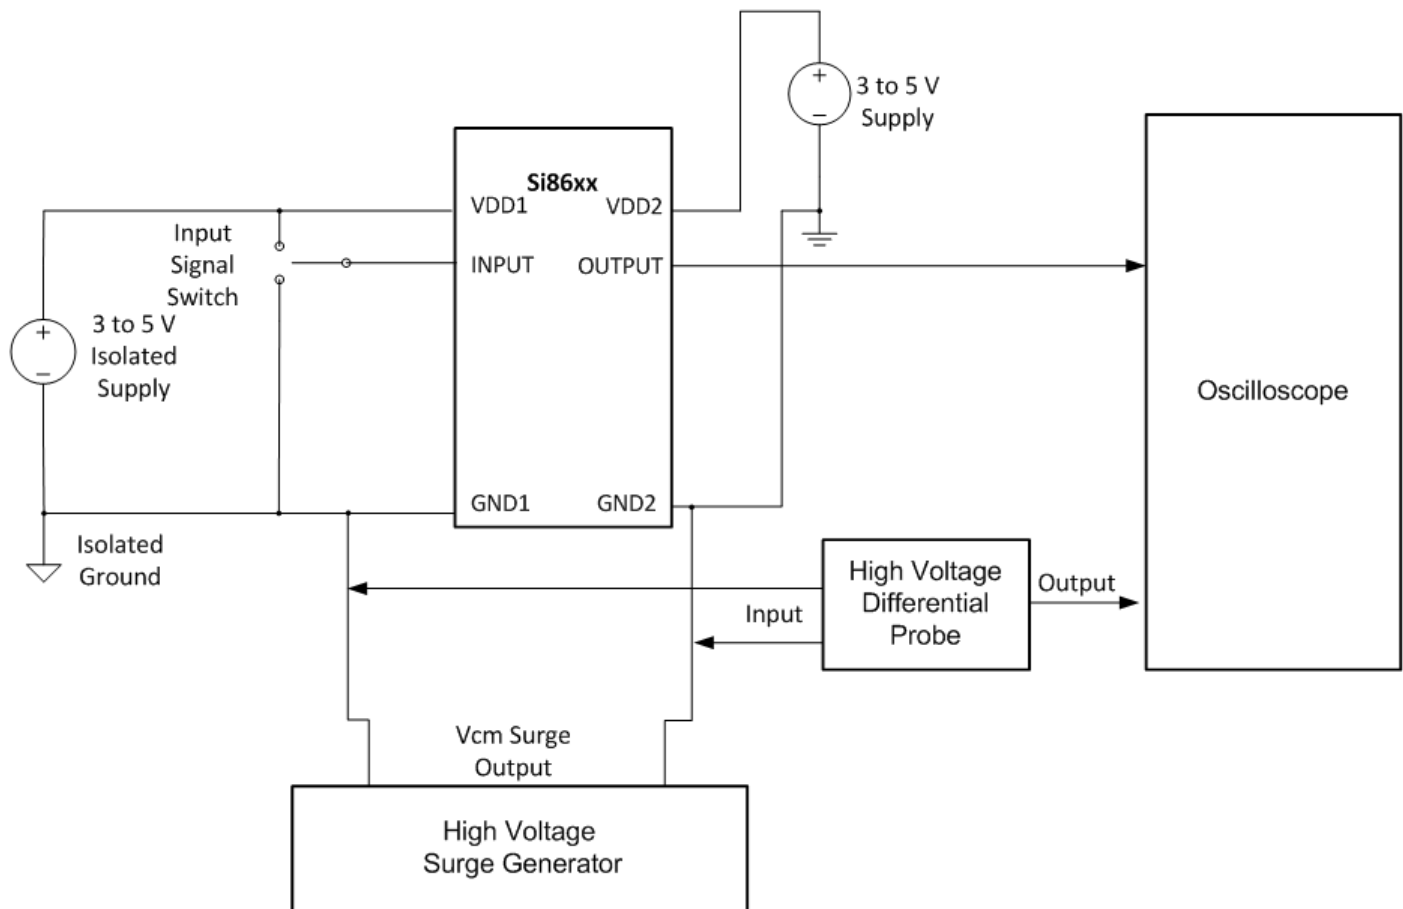 3 to 5 V
Supply
Si86xx
VDD1
VDD2
Input
Signal
Switch
INPUT
OUTPUT
+
−
3 to 5 V
Isolated
Supply
+
−
Oscilloscope
GND1
GND2
Isolated
Ground
High Voltage
Differential
Probe
Input
Output
Vcm Surge
Output
High Voltage
Surge Generator